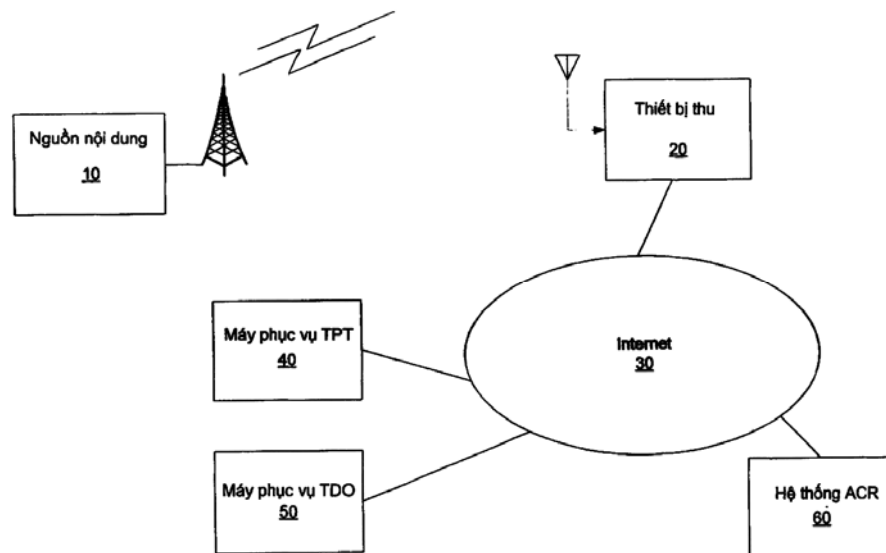 Nguồn nội dung
10
Thiết bị thu
20
Internet
30
Máy phục vụ TPT
40
Máy phục vụ TDO
50
Hệ thống ACR
60